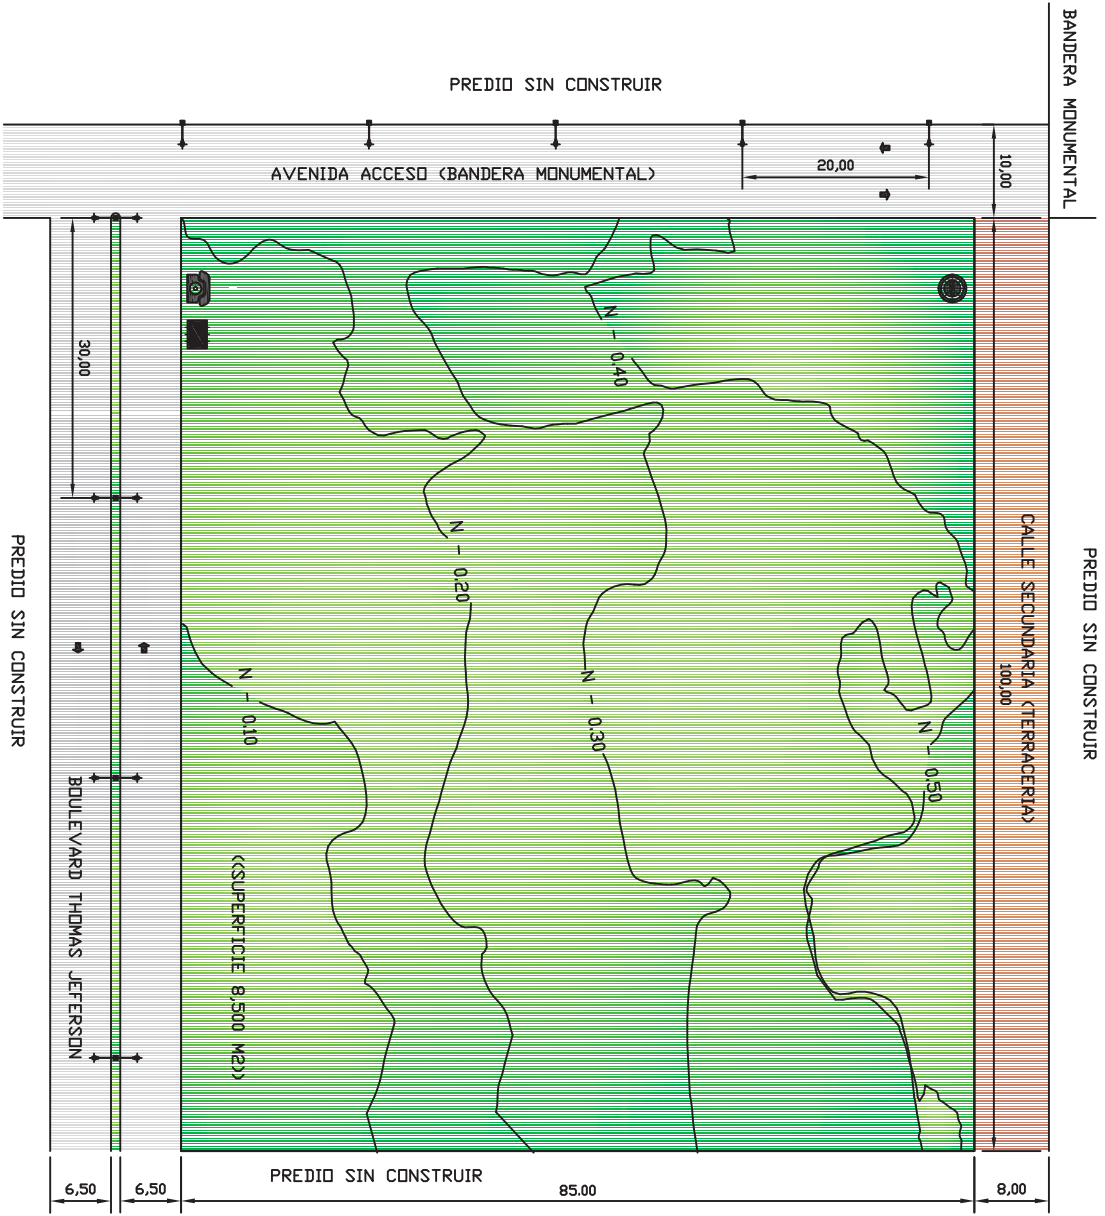 BANDERA MONUMENTAL
PREDIO SIN CONSTRUIR
AVENIDA ACCESO (BANDERA MONUMENTAL)
20,00
10,00
30,00
N - 0.40
N - 0.20
N - 0.10
N - 0.30
N - 0.50
CALLE SECUNDARIA (TERRACERIA)
100,00
PREDIO SIN CONSTRUIR
PREDIO SIN CONSTRUIR
BOULEVARD THOMAS JEFERSON
((SUPERFICIE 8,500 M2))
PREDIO SIN CONSTRUIR
6,50
6,50
85.00
8,00